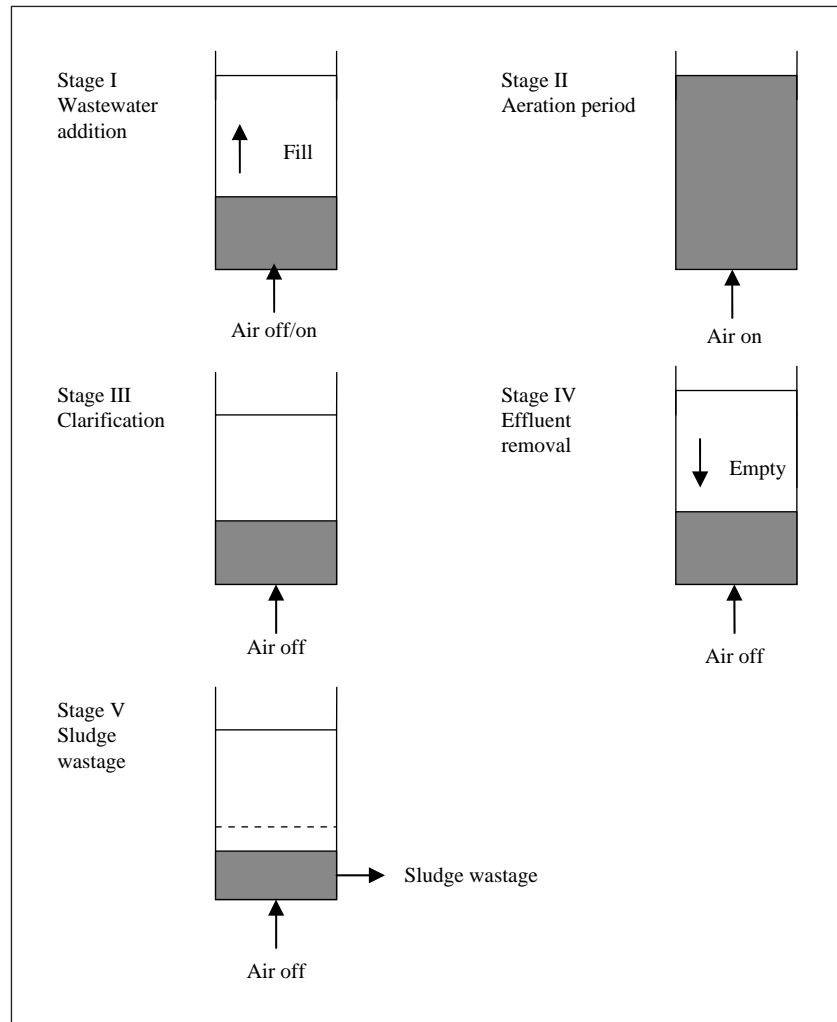 Stage I
Wastewater
addition
Fill
Air off/on
Stage II
Aeration period
Air on
Stage III
Clarification
Air off
Stage IV
Effluent
removal
Empty
Air off
Stage V
Sludge
wastage
Sludge wastage
Air off